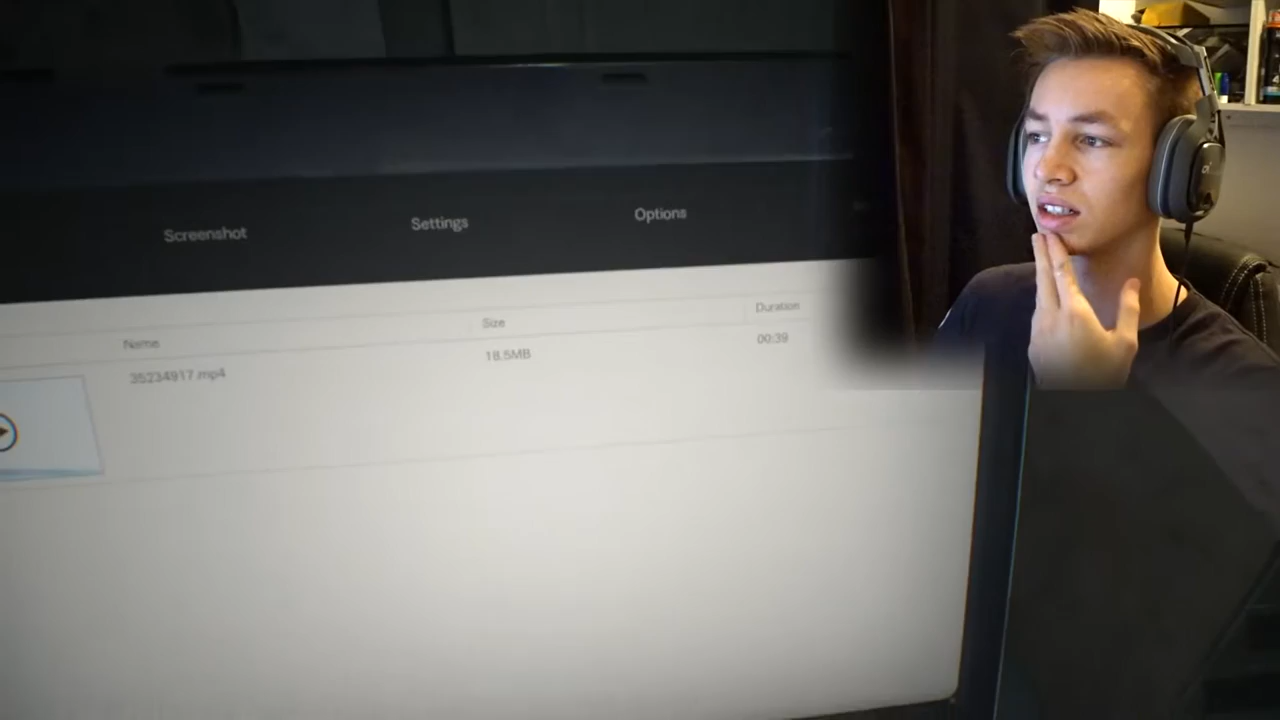 Screenshot
Settings
Options
Name
Size
Duration
35234917.mp4
18.5MB
00:39